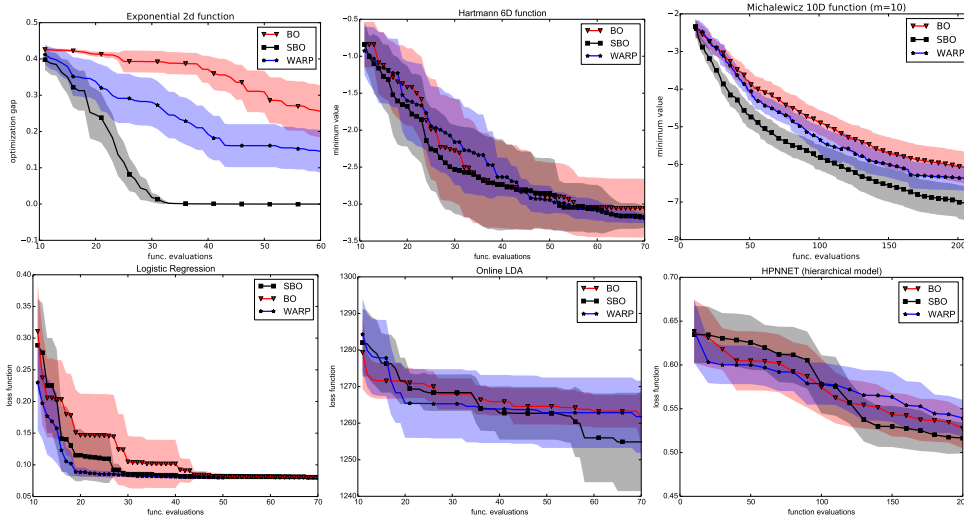 Exponential 2d function
0.5
0.4
0.3
0.2
0.1
0.0
−0.1
optimization gap
BO
SBO
WARP
10 20 30 40 50 60
func. evaluations
Hartmann 6D function
−0.5
−1.0
−1.5
−2.0
−2.5
−3.0
−3.5
minimum value
BO
SBO
WARP
10 20 30 40 50 60 70
func. evaluations
Michalewicz 10D function (m=10)
−2
−3
−4
−5
−6
−7
−8
minimum value
BO
SBO
WARP
0 50 100 150 200
func. evaluations
Logistic Regression
0.40
0.35
0.30
0.25
0.20
0.15
0.10
0.05
loss function
SBO
BO
WARP
10 20 30 40 50 60 70
func. evaluations
Online LDA
1300
1290
1280
1270
1260
1250
1240
loss function
BO
SBO
WARP
10 20 30 40 50 60 70
func. evaluations
HPNNET (hierarchical model)
0.70
0.65
0.60
0.55
0.50
0.45
loss function
BO
SBO
WARP
0 50 100 150 200
function evaluations